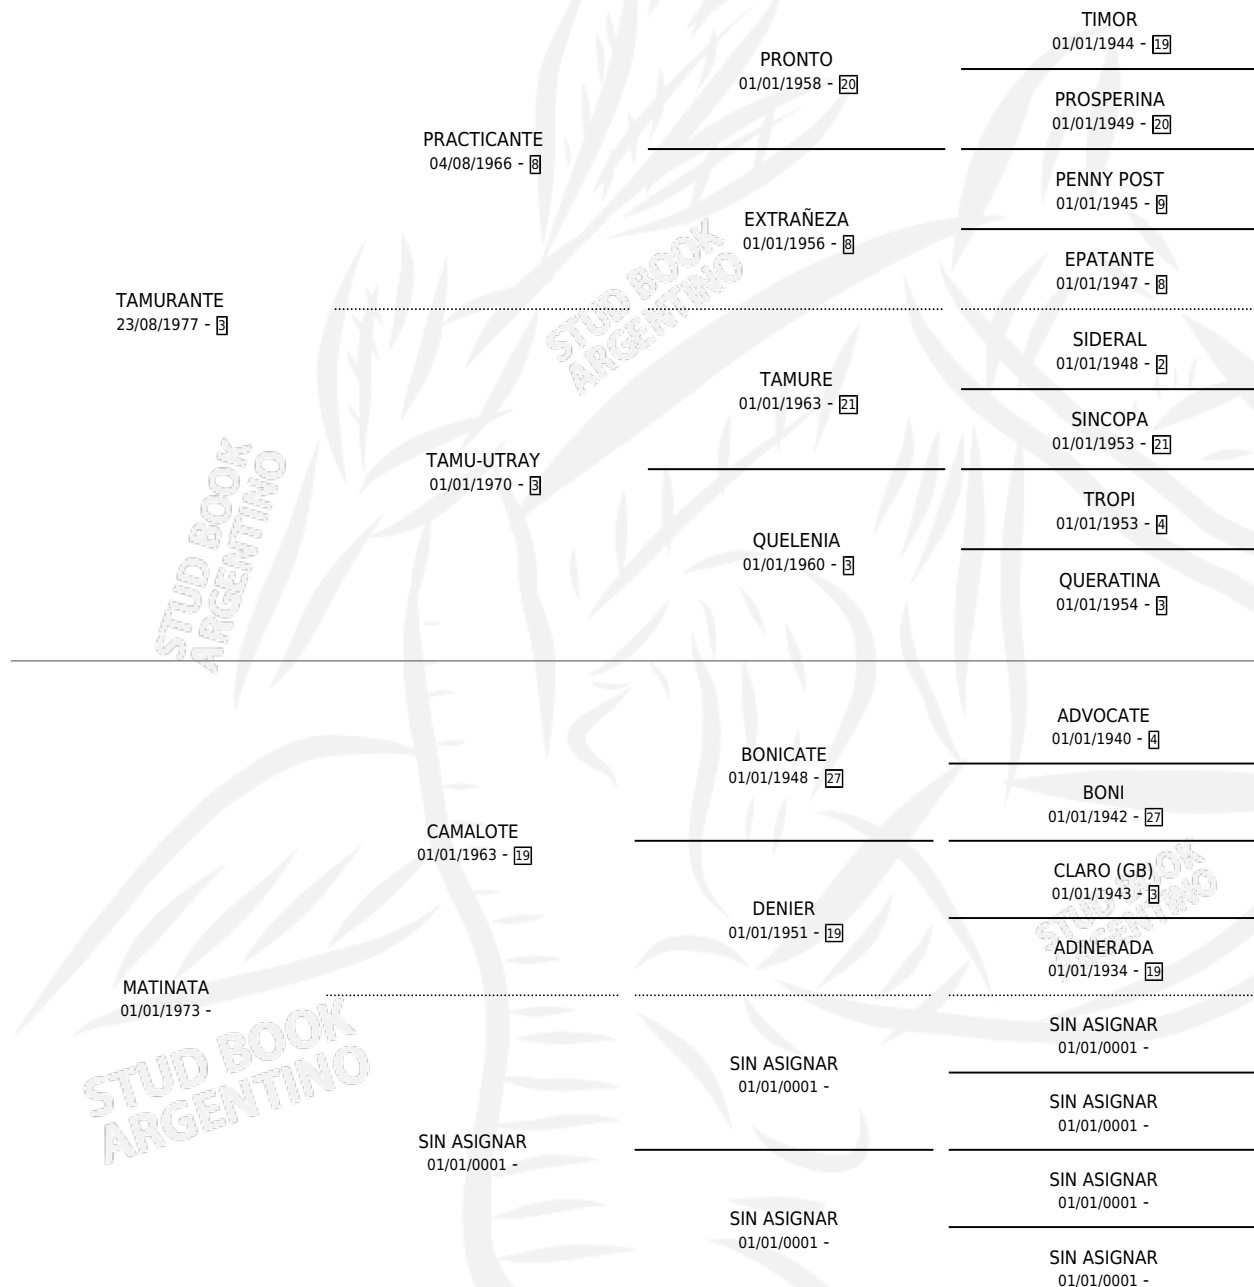 TIMOR
01/01/1944 - 19
PRONTO
01/01/1958 - 20
PROSPERINA
01/01/1949 - 20
PRACTICANTE
04/08/1966 - 8
PENNY POST
01/01/1945 - 9
EXTRAÑEZA
01/01/1956 - 8
EPATANTE
01/01/1947 - 8
TAMURANTE
23/08/1977 - 3
SIDERAL
01/01/1948 - 2
TAMURE
01/01/1963 - 21
SINCOPA
01/01/1953 - 21
TAMU-UTRAY
01/01/1970 - 3
TROPI
01/01/1953 - 4
QUELENIA
01/01/1960 - 3
QUERATINA
01/01/1954 - 3
ADVOCATE
01/01/1940 - 4
BONICATE
01/01/1948 - 27
BONI
01/01/1942 - 27
CAMALOTE
01/01/1963 - 19
CLARO (GB)
01/01/1943 - 3
DENIER
01/01/1951 - 19
ADINERADA
01/01/1934 - 19
MATINATA
01/01/1973 -
SIN ASIGNAR
01/01/0001 -
SIN ASIGNAR
01/01/0001 -
SIN ASIGNAR
01/01/0001 -
SIN ASIGNAR
01/01/0001 -
SIN ASIGNAR
01/01/0001 -
SIN ASIGNAR
01/01/0001 -
SIN ASIGNAR
01/01/0001 -
STUD BOOK
ARGENTINO
STUD BOOK
ARGENTINO
STUD BOOK
ARGENTINO
STUD BOOK
ARGENTINO